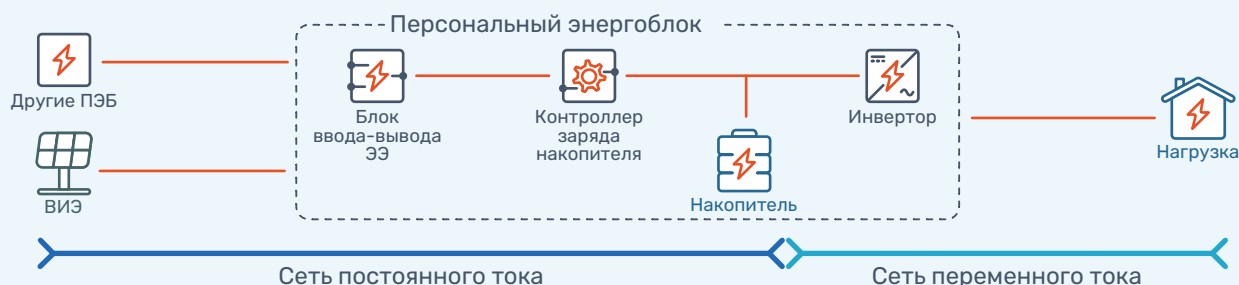 Персональный энергоблок
Другие ПЭБ
ВИЭ
Блок
ввода-вывода
ЭЭ
Контроллер
заряда
накопителя
Накопитель
Инвертор
Нагрузка
Сеть постоянного тока
Сеть переменного тока